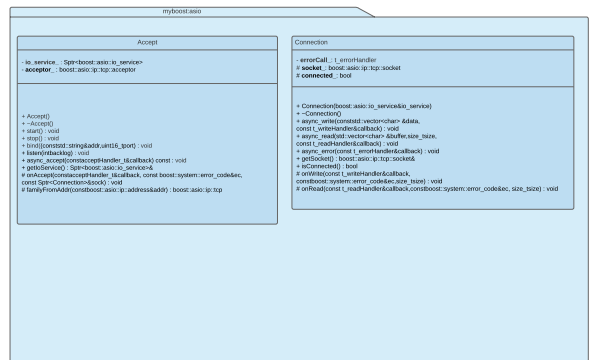 myboost:asio
Accept
- io_service_ : Sptr<boost::asio::io_service>
- acceptor_ : boost::asio::ip::tcp::acceptor
+ Accept()
+ ~Accept()
+ start() : void
+ stop() : void
+ bind((conststd::string&addr,uint16_tport) : void
+ listen(intbacklog) : void
+ async_accept(constacceptHandler_t&callback) const : void
+ getIoService() : Sptr<boost::asio::io_service>&
# onAccept(constacceptHandler_t&callback, const boost::system::error_code&ec,
const Sptr<Connection>&sock) : void
# familyFromAddr(constboost::asio::ip::address&addr) : boost::asio::ip::tcp
Connection
- errorCall_: t_errorHandler
# socket_: boost::asio::ip::tcp::socket
# connected_: bool
+ Connection(boost::asio::io_service&io_service)
+ ~Connection()
+ async_write(conststd::vector<char> &data,
const t_writeHandler&callback) : void
+ async_read(std::vector<char> &buffer,size_tsize,
const t_readHandler&callback) : void
+ async_error(const t_errorHandler &callback) : void
+ getSocket() : boost::asio::ip::tcp::socket&
+ isConnected() : bool
# onWrite(const t_writeHandler&callback,
constboost::system::error_code&ec,size_tsize) : void
# onRead(const t_readHandler&callback,constboost::system::error_code&ec, size_tsize) : void